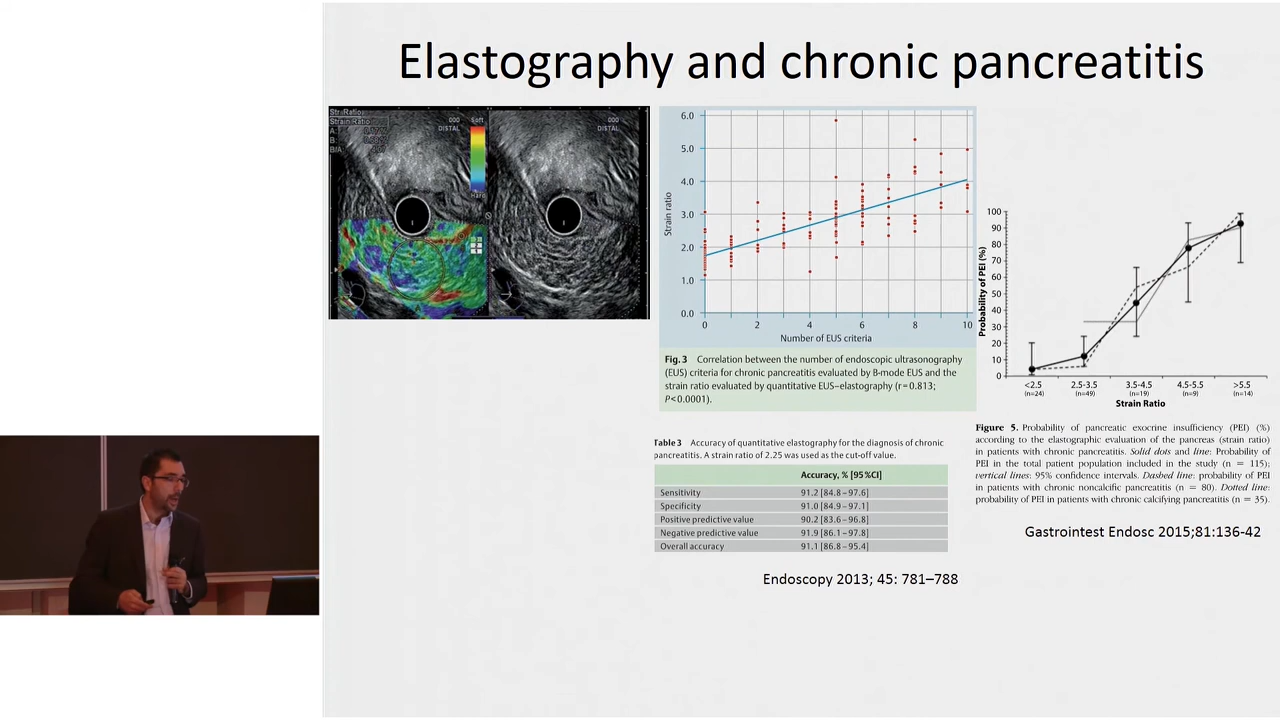 Elastography and chronic pancreatitis
Strain Ratio
A:
B:
B/A
000
DISTAL
Soft
Hard
000
DISTAL
6.0
5.0
4.0
3.0
2.0
1.0
0.0
Strain ratio
0 2 4 6 8 10
Number of EUS criteria
Fig. 3 Correlation between the number of endoscopic ultrasonography
(EUS) criteria for chronic pancreatitis evaluated by B-mode EUS and the
strain ratio evaluated by quantitative EUS–elastography (r=0.813;
P<0.0001).
Table 3 Accuracy of quantitative elastography for the diagnosis of chronic
pancreatitis. A strain ratio of 2.25 was used as the cut-off value.
Accuracy, % [95%CI]
Sensitivity 91.2 [84.8–97.6]
Specificity 91.0 [84.9–97.1]
Positive predictive value 90.2 [83.6–96.8]
Negative predictive value 91.9 [86.1–97.8]
Overall accuracy 91.1 [86.8–95.4]
Endoscopy 2013; 45: 781–788
100
90
80
70
60
50
40
30
20
10
0
Probability of PEI (%)
<2.5 2.5-3.5 3.5-4.5 4.5-5.5 >5.5
(n=24) (n=49) (n=19) (n=9) (n=14)
Strain Ratio
Figure 5. Probability of pancreatic exocrine insufficiency (PEI) (%)
according to the elastographic evaluation of the pancreas (strain ratio)
in patients with chronic pancreatitis. Solid dots and line: Probability of
PEI in the total patient population included in the study (n = 115);
vertical lines: 95% confidence intervals. Dashed line: probability of PEI
in patients with chronic noncalcific pancreatitis (n = 80). Dotted line:
probability of PEI in patients with chronic calcifying pancreatitis (n = 35).
Gastrointest Endosc 2015;81:136-42